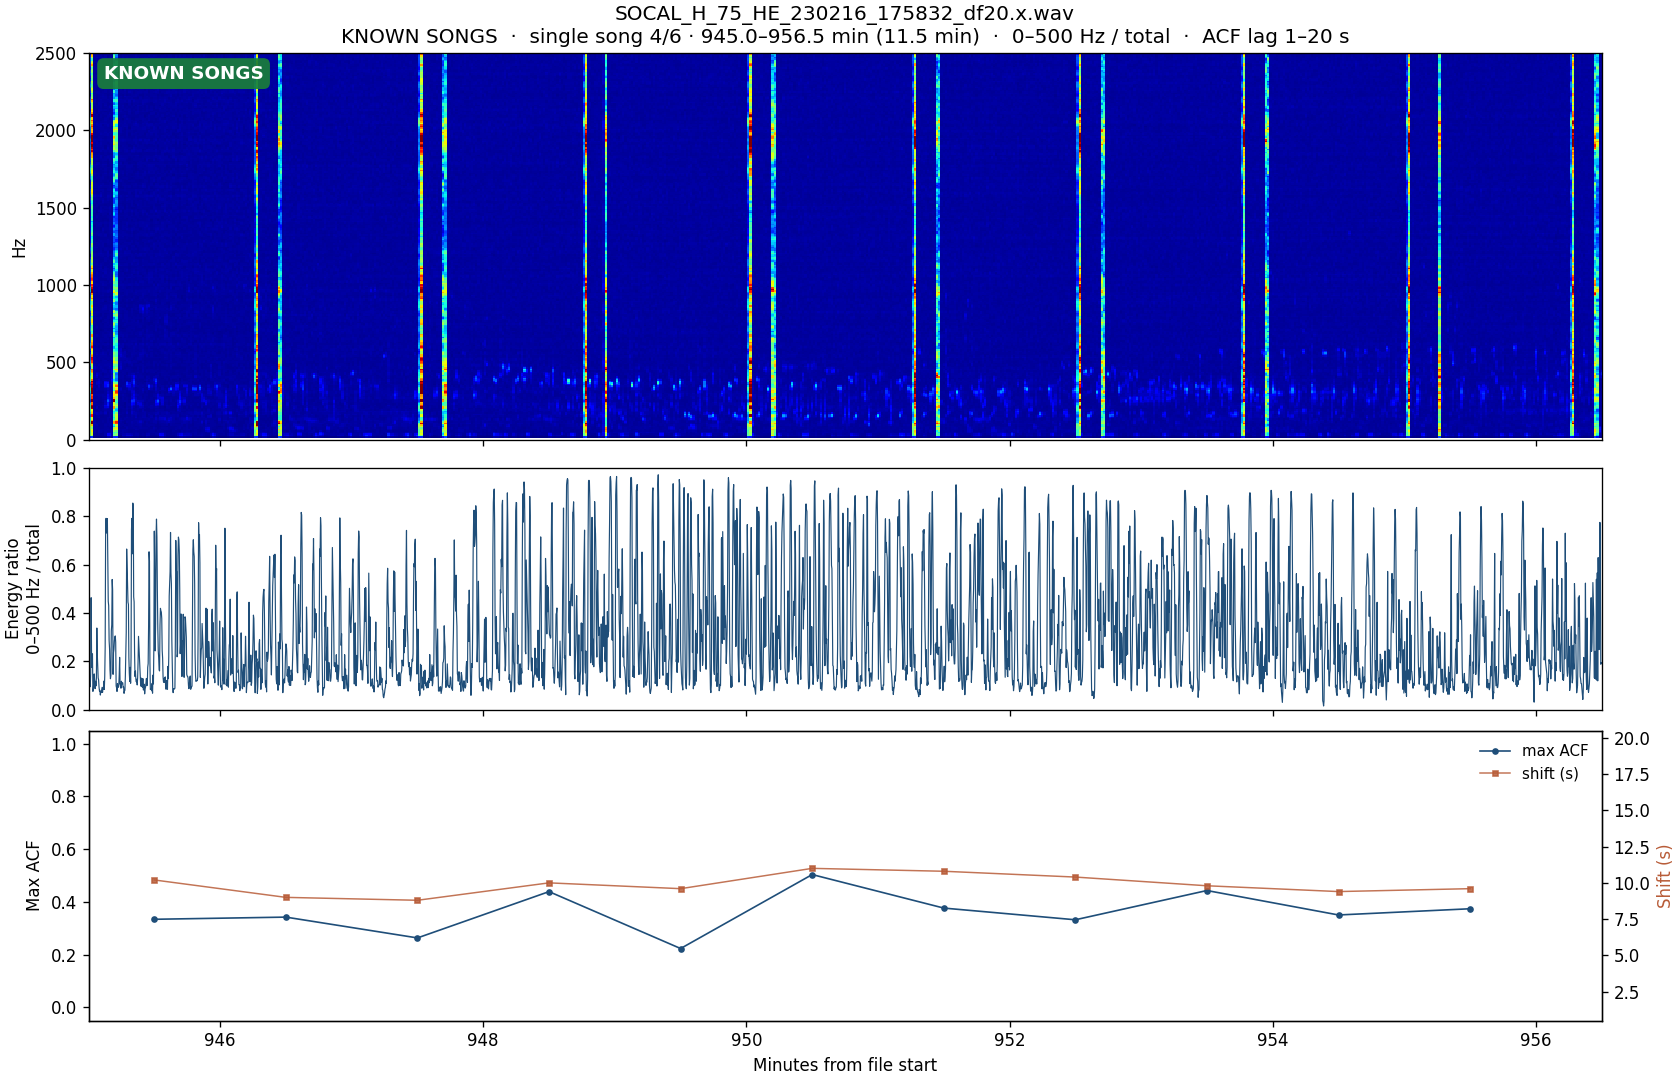 SOCAL_H_75_HE_230216_175832_df20.x.wav
KNOWN SONGS · single song 4/6 · 945.0–956.5 min (11.5 min) · 0–500 Hz / total · ACF lag 1–20 s
KNOWN SONGS
2500
2000
1500
1000
500
0
Hz
1.0
0.8
0.6
0.4
0.2
0.0
Energy ratio
0–500 Hz / total
1.0
0.8
0.6
0.4
0.2
0.0
Max ACF
max ACF
shift (s)
20.0
17.5
15.0
12.5
10.0
7.5
5.0
2.5
Shift (s)
946
948
950
952
954
956
Minutes from file start